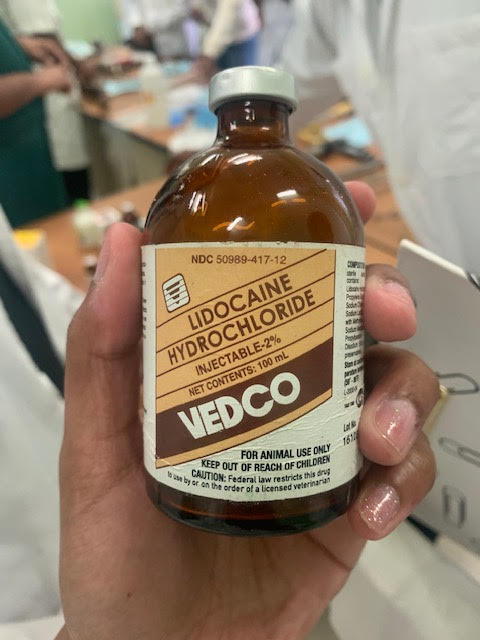 NDC 50989-417-12
LIDOCAINE
HYDROCHLORIDE
INJECTABLE-2%
NET CONTENTS: 100 mL
VEDCO
FOR ANIMAL USE ONLY
KEEP OUT OF REACH OF CHILDREN
CAUTION: Federal law restricts this drug
to use by or on the order of a licensed veterinarian
sterile
Lot No.